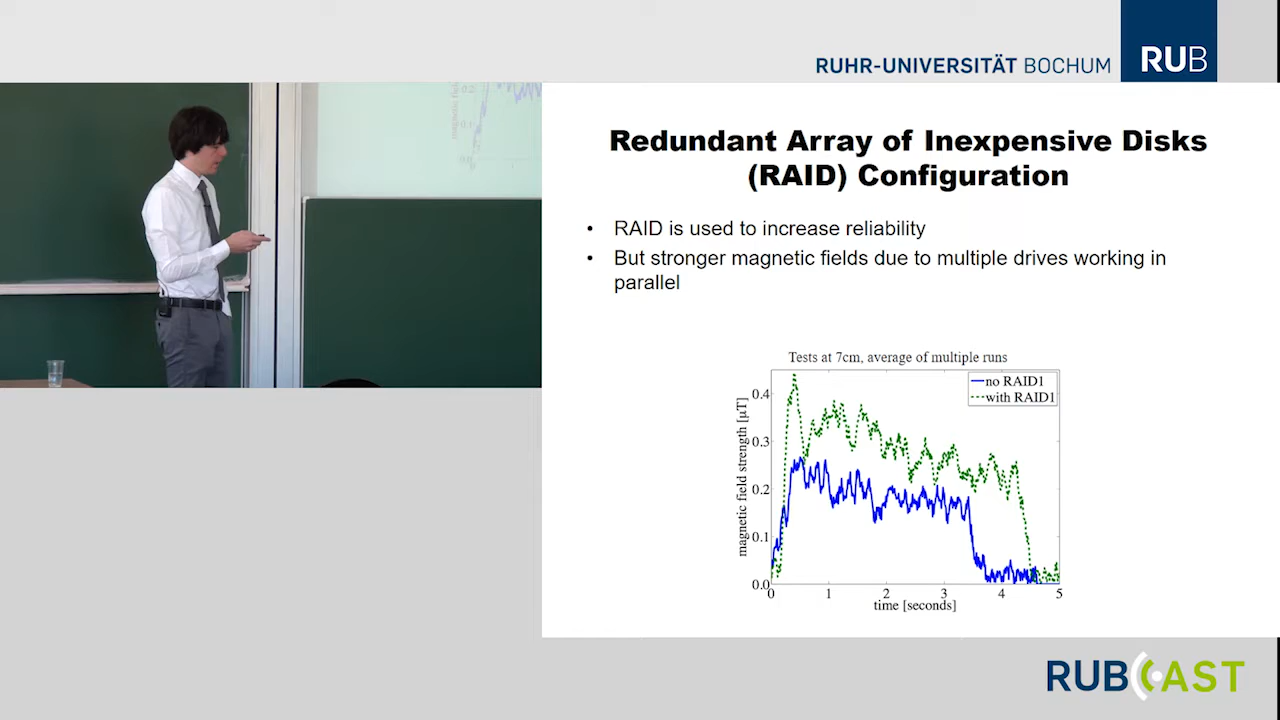 RUHR-UNIVERSITÄT BOCHUM
RUB
Redundant Array of Inexpensive Disks
(RAID) Configuration
• RAID is used to increase reliability
• But stronger magnetic fields due to multiple drives working in
parallel
Tests at 7cm, average of multiple runs
no RAID1
with RAID1
magnetic field strength [µT]
0.4
0.3
0.2
0.1
0.0
0 1 2 3 4 5
time [seconds]
RUBCAST